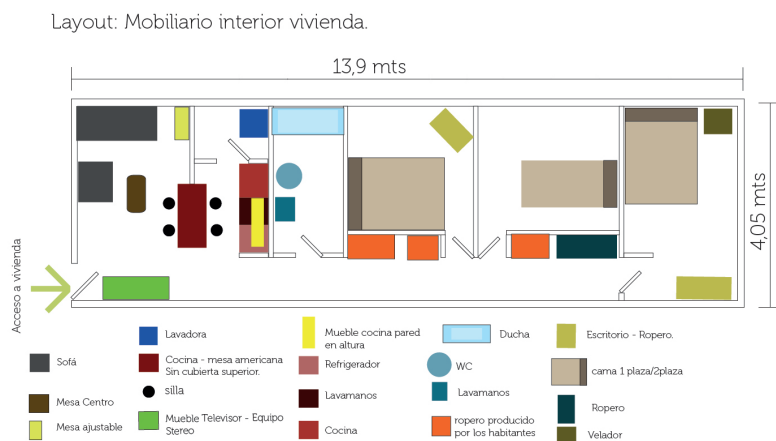 Layout: Mobiliario interior vivienda.
13,9 mts
4,05 mts
Acceso a vivienda
Lavadora
Mueble cocina pared
en altura
Ducha
Escritorio - Ropero.
Sofá
Cocina - mesa americana
Sin cubierta superior.
Refrigerador
WC
cama 1 plaza/2plaza
silla
Mesa Centro
Lavamanos
Lavamanos
Ropero
Mesa ajustable
Mueble Televisor - Equipo
Stereo
Cocina
ropero producido
por los habitantes
Velador